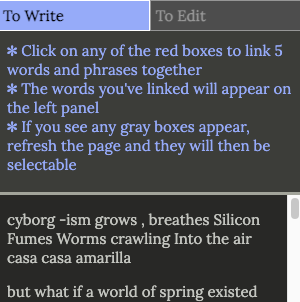 To Write To Edit
✻ Click on any of the red boxes to link 5
words and phrases together
✻ The words you've linked will appear on
the left panel
✻ If you see any gray boxes appear,
refresh the page and they will then be
selectable
cyborg -ism grows , breathes Silicon
Fumes Worms crawling Into the air
casa casa amarilla
but what if a world of spring existed